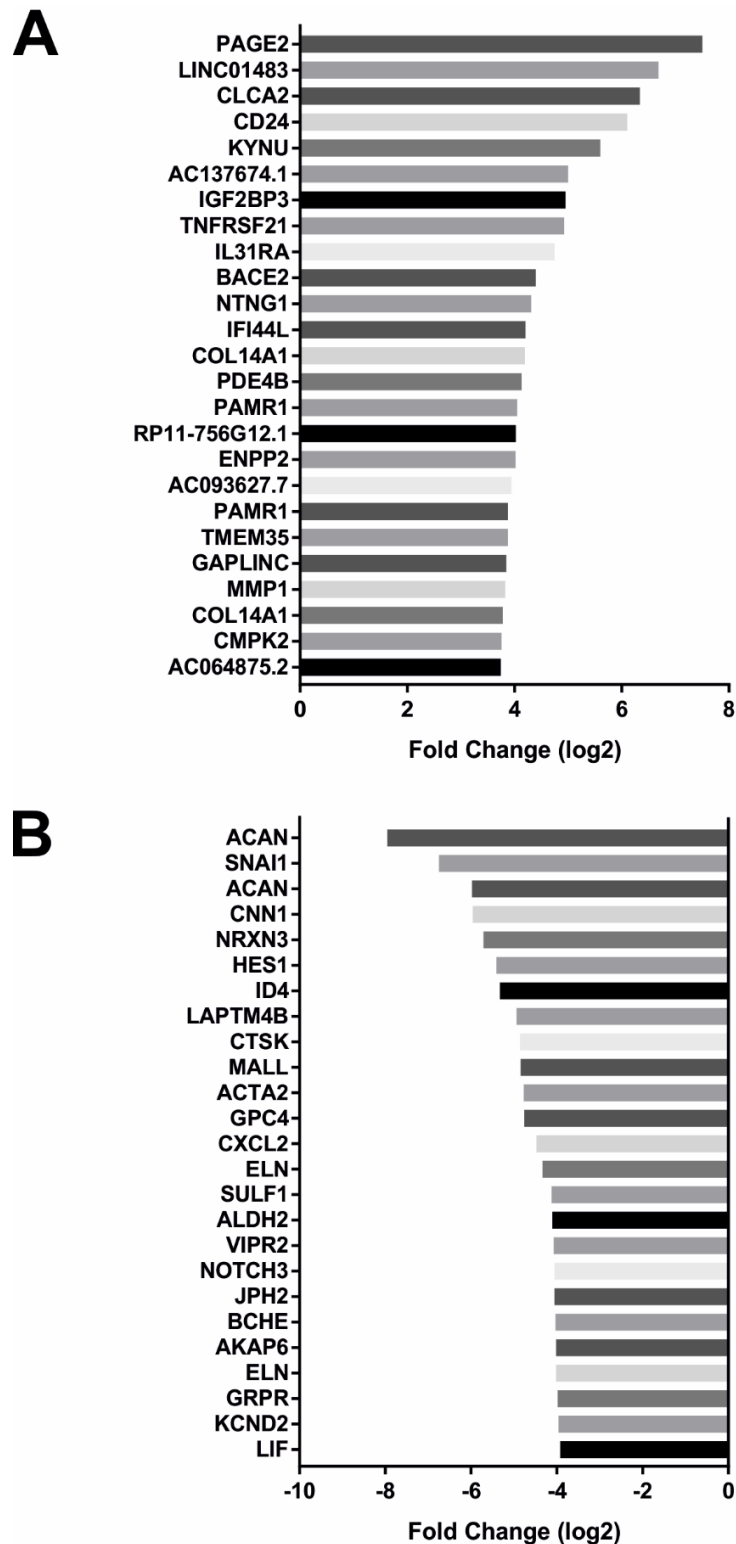 A
PAGE2
LINC01483
CLCA2
CD24
KYNU
AC137674.1
IGF2BP3
TNFRSF21
IL31RA
BACE2
NTNG1
IFI44L
COL14A1
PDE4B
PAMR1
RP11-756G12.1
ENPP2
AC093627.7
PAMR1
TMEM35
GAPLINC
MMP1
COL14A1
CMPK2
AC064875.2
0 2 4 6 8
Fold Change (log2)
B
ACAN
SNAI1
ACAN
CNN1
NRXN3
HES1
ID4
LAPTM4B
CTSK
MALL
ACTA2
GPC4
CXCL2
ELN
SULF1
ALDH2
VIPR2
NOTCH3
JPH2
BCHE
AKAP6
ELN
GRPR
KCND2
LIF
-10 -8 -6 -4 -2 0
Fold Change (log2)